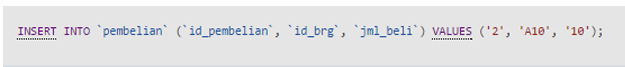 INSERT INTO `pembelian` (`id_pembelian`, `id_brg`, `jml_beli`) VALUES ('2', 'A10', '10');